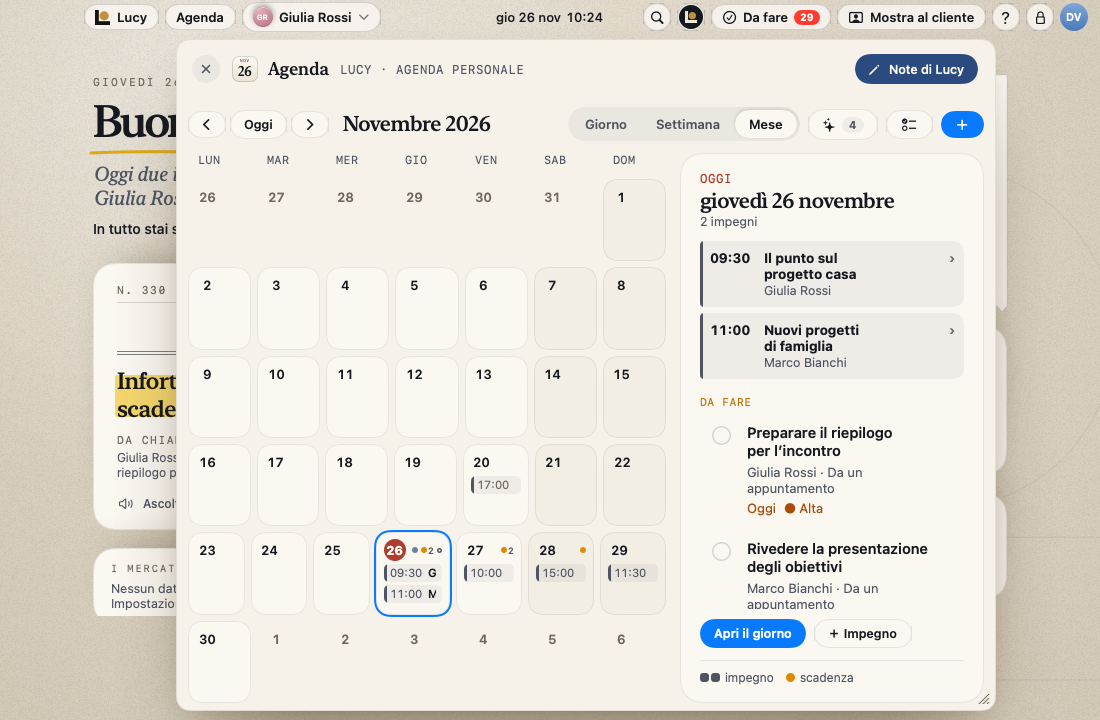 Lucy
Agenda
GR Giulia Rossi
gio 26 nov 10:24
Da fare 29
Mostra al cliente
?
DV
GIOVEDÌ 26
Buon
Oggi due i
Giulia Ros
In tutto stai s
N. 330
Infort
scade
DA CHIAR
Giulia Ross
riepilogo p
Ascolt
I MERCAT
Nessun dat
Impostazio
NOV
26
Agenda
LUCY · AGENDA PERSONALE
Note di Lucy
Oggi
Novembre 2026
Giorno
Settimana
Mese
4
+
LUN MAR MER GIO VEN SAB DOM
26 27 28 29 30 31 1
2 3 4 5 6 7 8
9 10 11 12 13 14 15
16 17 18 19 20 21 22
17:00
23 24 25 26 27 28 29
2
2
09:30 G
11:00 M
10:00
15:00
11:30
30 1 2 3 4 5 6
OGGI
giovedì 26 novembre
2 impegni
09:30 Il punto sul
progetto casa
Giulia Rossi
›
11:00 Nuovi progetti
di famiglia
Marco Bianchi
›
DA FARE
Preparare il riepilogo
per l’incontro
Giulia Rossi · Da un
appuntamento
Oggi Alta
Rivedere la presentazione
degli obiettivi
Marco Bianchi · Da un
appuntamento
Apri il giorno
+ Impegno
impegno
scadenza